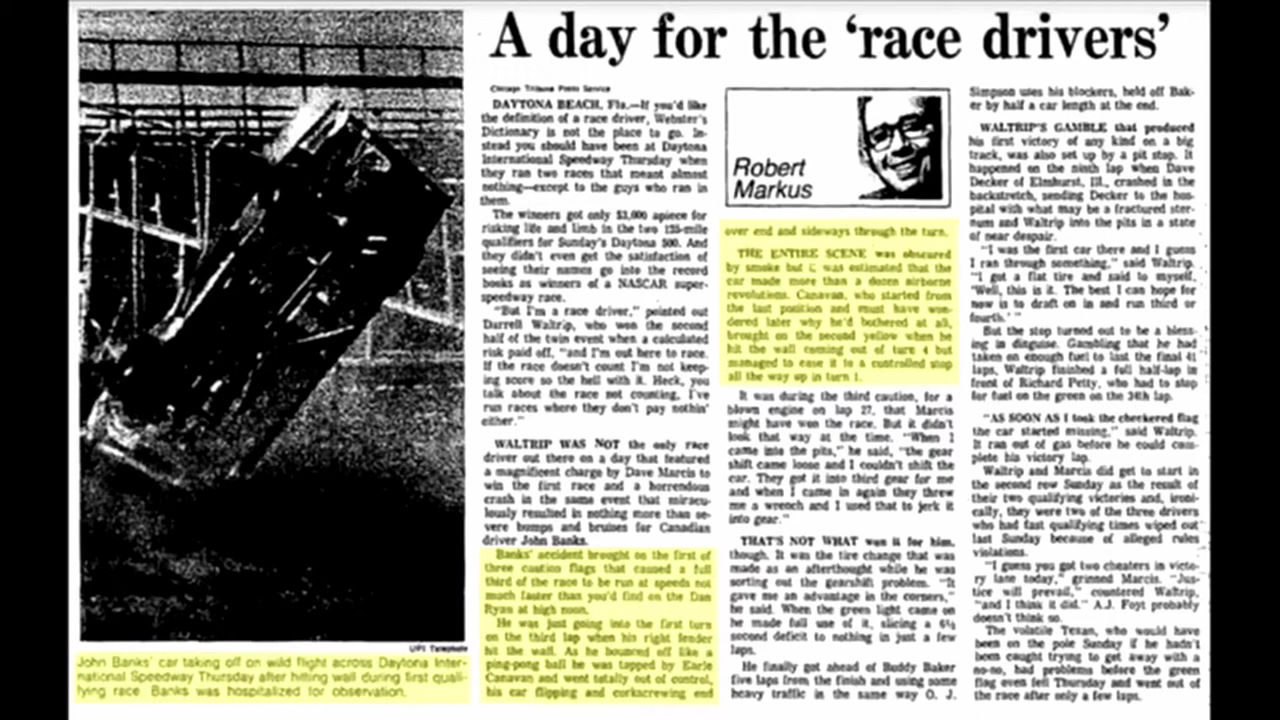 A day for the ‘race drivers’
Chicago Tribune Press Service
DAYTONA BEACH, Fla.—If you'd like
the definition of a race driver, Webster's
Dictionary is not the place to go. In-
stead you should have been at Daytona
International Speedway Thursday when
they ran two races that meant almost
nothing—except to the guys who ran in
them.
The winners got only $3,000 apiece for
risking life and limb in the two 125-mile
qualifiers for Sunday's Daytona 500. And
they didn't even get the satisfaction of
seeing their names go into the record
books as winners of a NASCAR super-
speedway race.
"But I'm a race driver," pointed out
Darrell Waltrip, who won the second
half of the twin event when a calculated
risk paid off, "and I'm out here to race.
If the race doesn't count I'm not keep-
ing score so the hell with it. Heck, you
talk about the race not counting, I've
run races where they don't pay nothin'
either."
WALTRIP WAS NOT the only race
driver out there on a day that featured
a magnificent charge by Dave Marcis to
win the first race and a horrendous
crash in the same event that miracu-
lously resulted in nothing more than se-
vere bumps and bruises for Canadian
driver John Banks.
Banks' accident brought on the first of
three caution flags that caused a full
third of the race to be run at speeds not
much faster than you'd find on the Dan
Ryan at high noon.
He was just going into the first turn
on the third lap when his right fender
hit the wall. As he bounced off like a
ping-pong ball he was tapped by Earle
Canavan and went totally out of control,
his car flipping and corkscrewing end
Robert
Markus
over end and sideways through the turn.
THE ENTIRE SCENE was obscured
by smoke but it was estimated that the
car made more than a dozen airborne
revolutions. Canavan, who started from
the last position and must have won-
dered later why he'd bothered at all,
brought on the second yellow when he
hit the wall coming out of turn 4 but
managed to ease it to a controlled stop
all the way up in turn 1.
It was during the third caution, for a
blown engine on lap 27, that Marcis
might have won the race. But it didn't
look that way at the time. "When I
came into the pits," he said, "the gear
shift came loose and I couldn't shift the
car. They got it into third gear for me
and when I came in again they threw
me a wrench and I used that to jerk it
into gear."
THAT'S NOT WHAT won it for him,
though. It was the tire change that was
made as an afterthought while he was
sorting out the gearshift problem. "It
gave me an advantage in the corners,"
he said. When the green light came on
he made full use of it, slicing a 6½
second deficit to nothing in just a few
laps.
He finally got ahead of Buddy Baker
five laps from the finish and using some
heavy traffic in the same way O. J.
Simpson uses his blockers, held off Bak-
er by half a car length at the end.
WALTRIP'S GAMBLE that produced
his first victory of any kind on a big
track, was also set up by a pit stop. It
happened on the ninth lap when Dave
Decker of Elmhurst, Ill., crashed in the
backstretch, sending Decker to the hos-
pital with what may be a fractured ster-
num and Waltrip into the pits in a state
of near despair.
"I was the first car there and I guess
I ran through something," said Waltrip.
"I got a flat tire and said to myself,
'Well, this is it. The best I can hope for
now is to draft on in and run third or
fourth.' "
But the stop turned out to be a bless-
ing in disguise. Gambling that he had
taken on enough fuel to last the final 41
laps, Waltrip finished a full half-lap in
front of Richard Petty, who had to stop
for fuel on the green on the 36th lap.
"AS SOON AS I took the checkered flag
the car started missing," said Waltrip.
It ran out of gas before he could com-
plete his victory lap.
Waltrip and Marcis did get to start in
the second row Sunday as the result of
their two qualifying victories and, ironi-
cally, they were two of the three drivers
who had fast qualifying times wiped out
last Sunday because of alleged rules
violations.
"I guess you got two cheaters in victo-
ry lane today," grinned Marcis. "Jus-
tice will prevail," countered Waltrip,
"and I think it did." A.J. Foyt probably
doesn't think so.
The volatile Texan, who would have
been on the pole Sunday if he hadn't
been caught trying to get away with a
no-no, had problems before the green
flag even fell Thursday and went out of
the race after only a few laps.
UPI Telephoto
John Banks' car taking off on wild flight across Daytona Inter-
national Speedway Thursday after hitting wall during first quali-
fying race. Banks was hospitalized for observation.